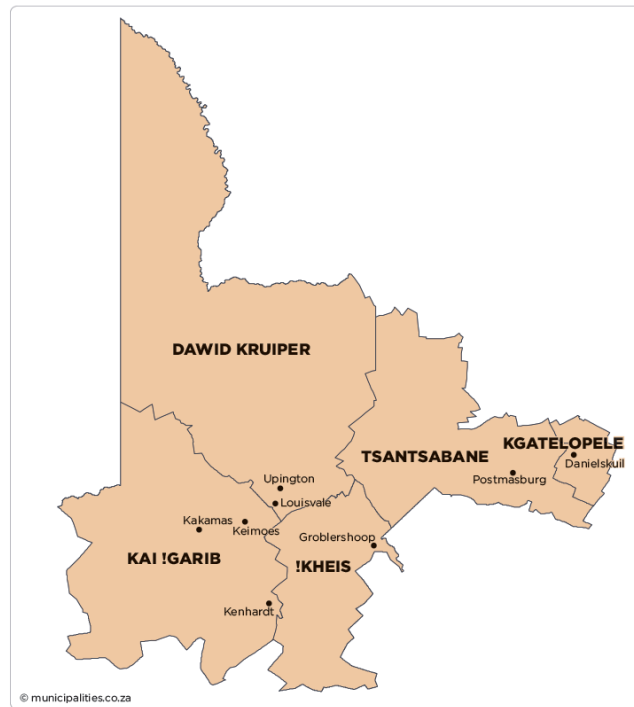 DAWID KRUIPER
KGATELOPELE
TSANTSABANE
Danielskuil
Postmasburg
Upington
Louisvale
Kakamas
Keimoes
Groblershoop
KAI !GARIB
!KHEIS
Kenhardt
© municipalities.co.za